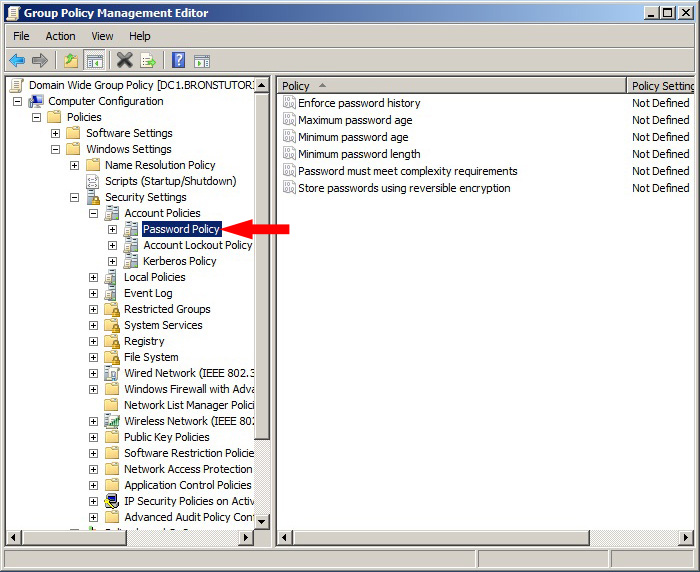 Group Policy Management Editor
File Action View Help
Domain Wide Group Policy [DC1.BRONSTUTORI
Computer Configuration
Policies
Software Settings
Windows Settings
Name Resolution Policy
Scripts (Startup/Shutdown)
Security Settings
Account Policies
Password Policy
Account Lockout Policy
Kerberos Policy
Local Policies
Event Log
Restricted Groups
System Services
Registry
File System
Wired Network (IEEE 802.3
Windows Firewall with Adva
Network List Manager Polici
Wireless Network (IEEE 802
Public Key Policies
Software Restriction Policie
Network Access Protection
Application Control Policies
IP Security Policies on Activ
Advanced Audit Policy Conf
Policy Policy Setting
Enforce password history Not Defined
Maximum password age Not Defined
Minimum password age Not Defined
Minimum password length Not Defined
Password must meet complexity requirements Not Defined
Store passwords using reversible encryption Not Defined